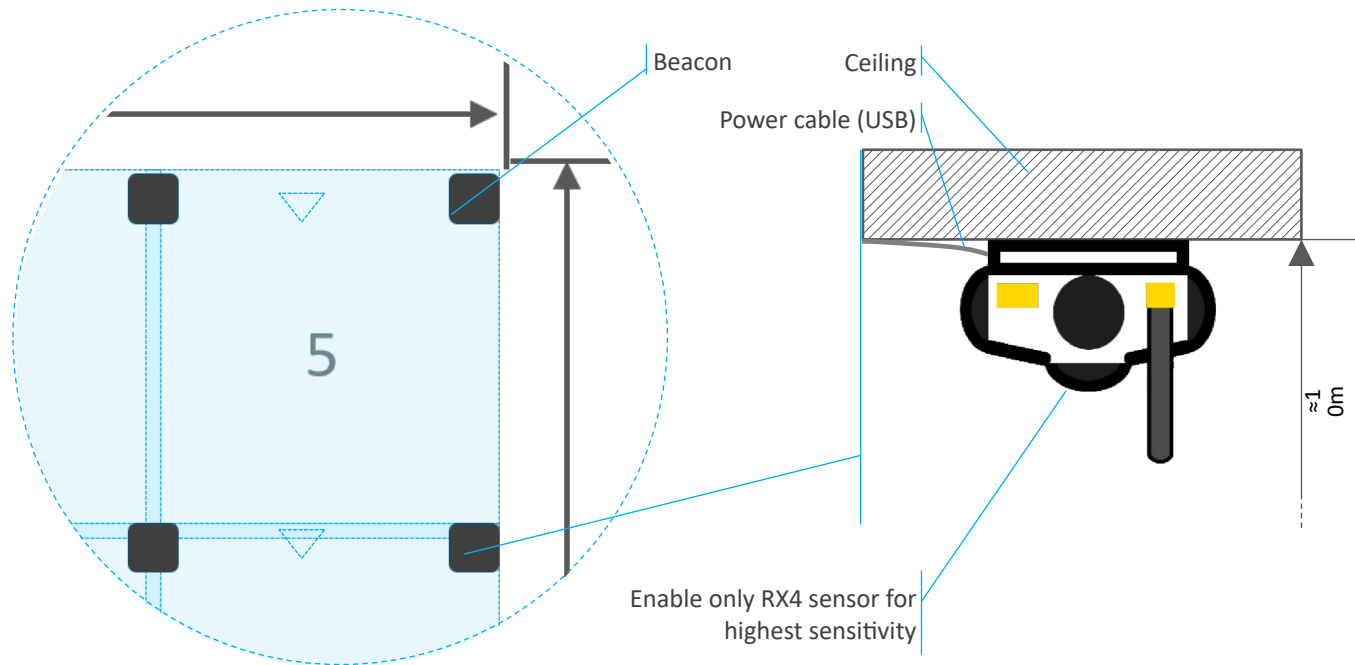 Beacon
Ceiling
Power cable (USB)
5
≈1
0m
Enable only RX4 sensor for
highest sensitivity